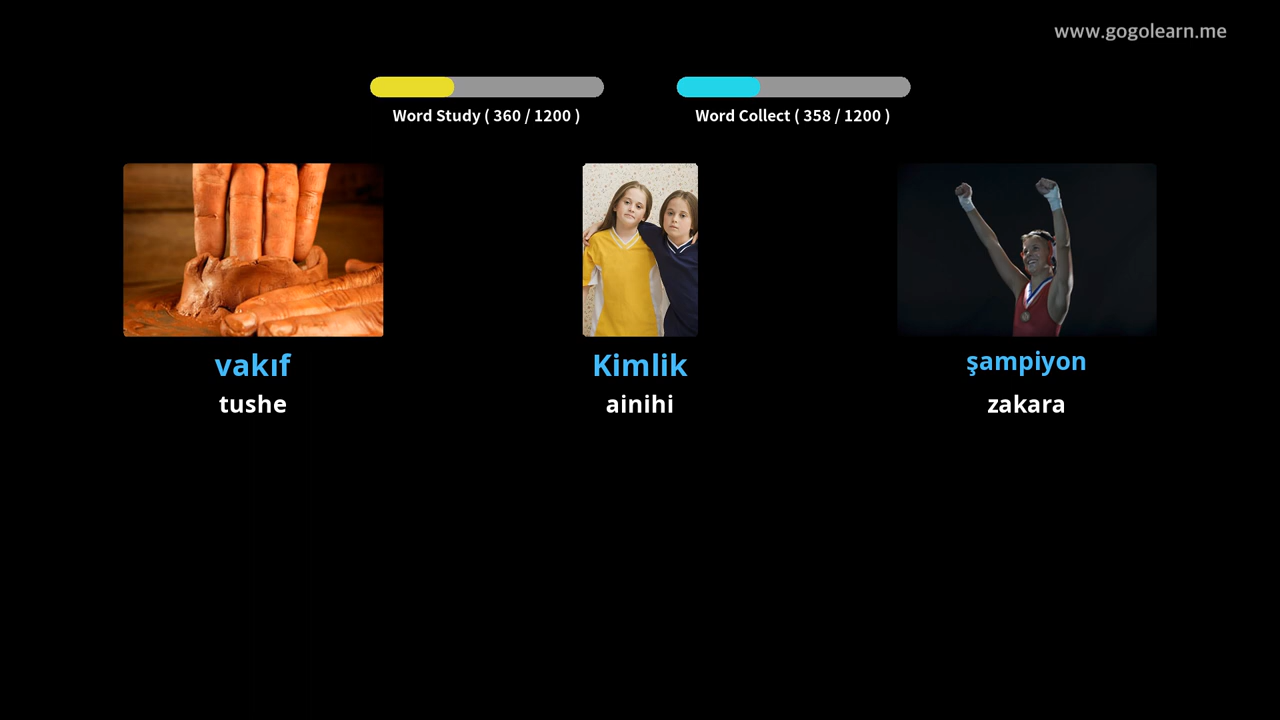 www.gogolearn.me
Word Study ( 360 / 1200 )
Word Collect ( 358 / 1200 )
vakıf
tushe
Kimlik
ainihi
şampiyon
zakara